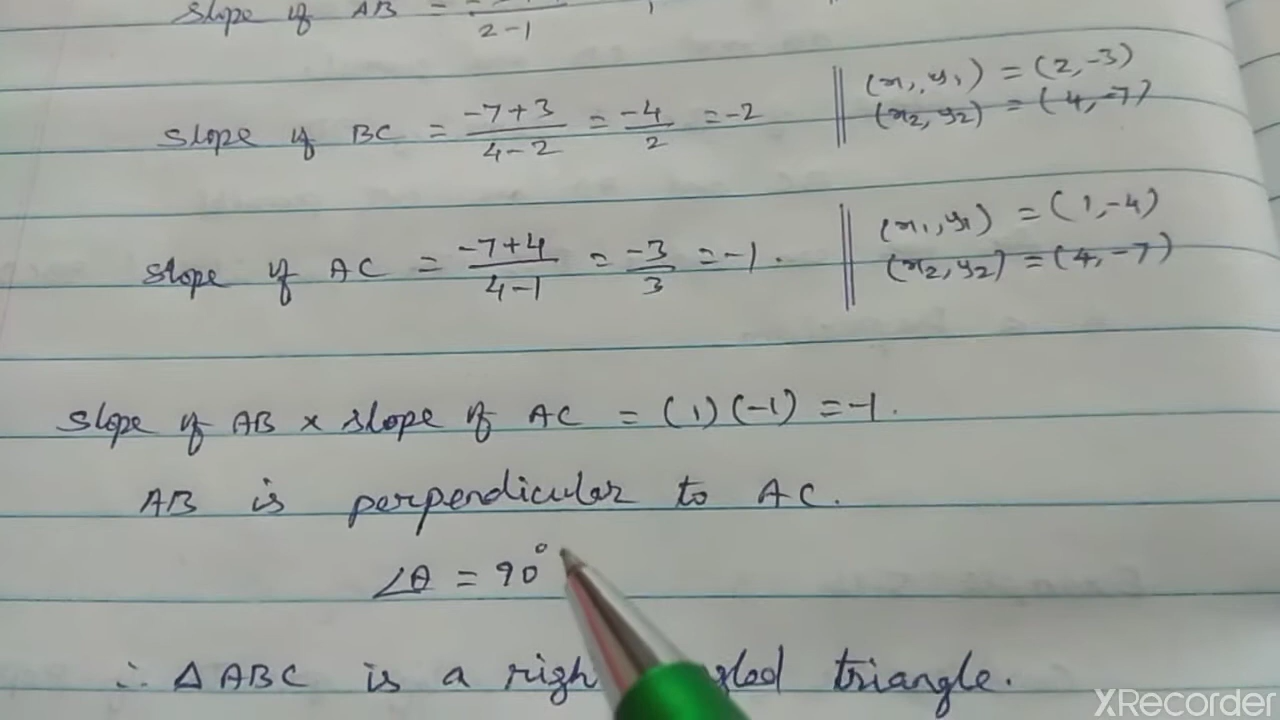 Slope of AB = 2-1
Slope of BC = -7+3/4-2 = -4/2 = -2 || (x1, y1) = (2, -3)
(x2, y2) = (4, -7)
Slope of AC = -7+4/4-1 = -3/3 = -1. || (x1, y1) = (1, -4)
(x2, y2) = (4, -7)
Slope of AB × slope of AC = (1)(-1) = -1.
AB is perpendicular to AC.
∠A = 90°
∴ △ABC is a triangle.
XRecorder